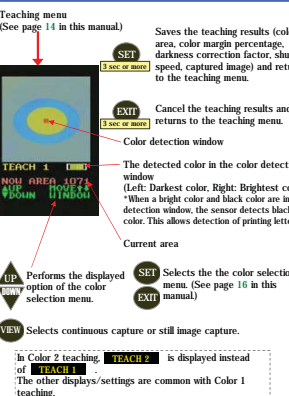 Teaching menu
(See page 14 in this manual.)
SET
3 sec or more
Saves the teaching results (col
area, color margin percentage,
darkness correction factor, shu
speed, captured image) and retu
to the teaching menu.
EXIT
3 sec or more
Cancel the teaching results and
returns to the teaching menu.
Color detection window
TEACH 1
NOW AREA 1071
▲UP MOVE↑↓
▼DOWN WINDOW
The detected color in the color detect
window
(Left: Darkest color, Right: Brightest co
*When a bright color and black color are in
detection window, the sensor detects black
color. This allows detection of printing lette
Current area
UP
DOWN
Performs the displayed
option of the color
selection menu.
SET
EXIT
Selects the the color selectio
menu. (See page 16 in this
manual.)
VIEW
Selects continuous capture or still image capture.
In Color 2 teaching, TEACH 2 is displayed instead
of TEACH 1 .
The other displays/settings are common with Color 1
teaching.